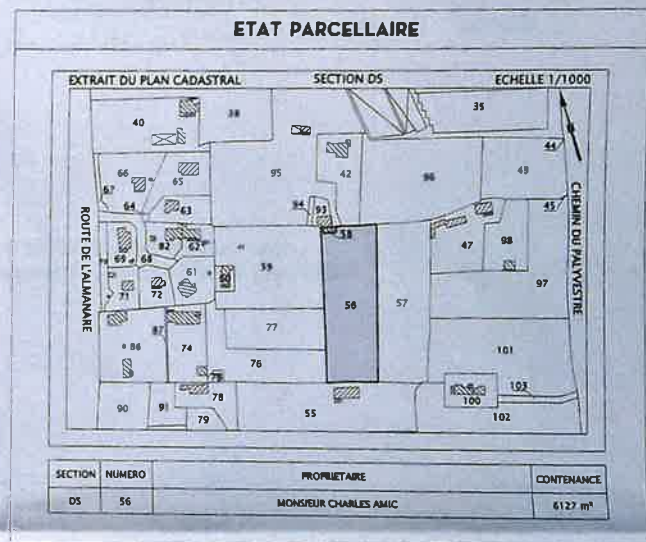 ETAT PARCELLAIRE
EXTRAIT DU PLAN CADASTRAL SECTION DS ECHELLE 1/1000
40 38 35
44
66 65 95 42 96 43
67
64 63 94 93 45
58
69 68 82 62 47 98
59
61 60 56 57 97
71 72
77
87
86 74 101
76
75
78 103
100
90 91 79 55 102
ROUTE DE L'ALMANARE
CHEMIN DU PALYVESTRE
SECTION NUMERO PROPRIETAIRE CONTENANCE
DS 56 MONSIEUR CHARLES AMIC 6127 m²